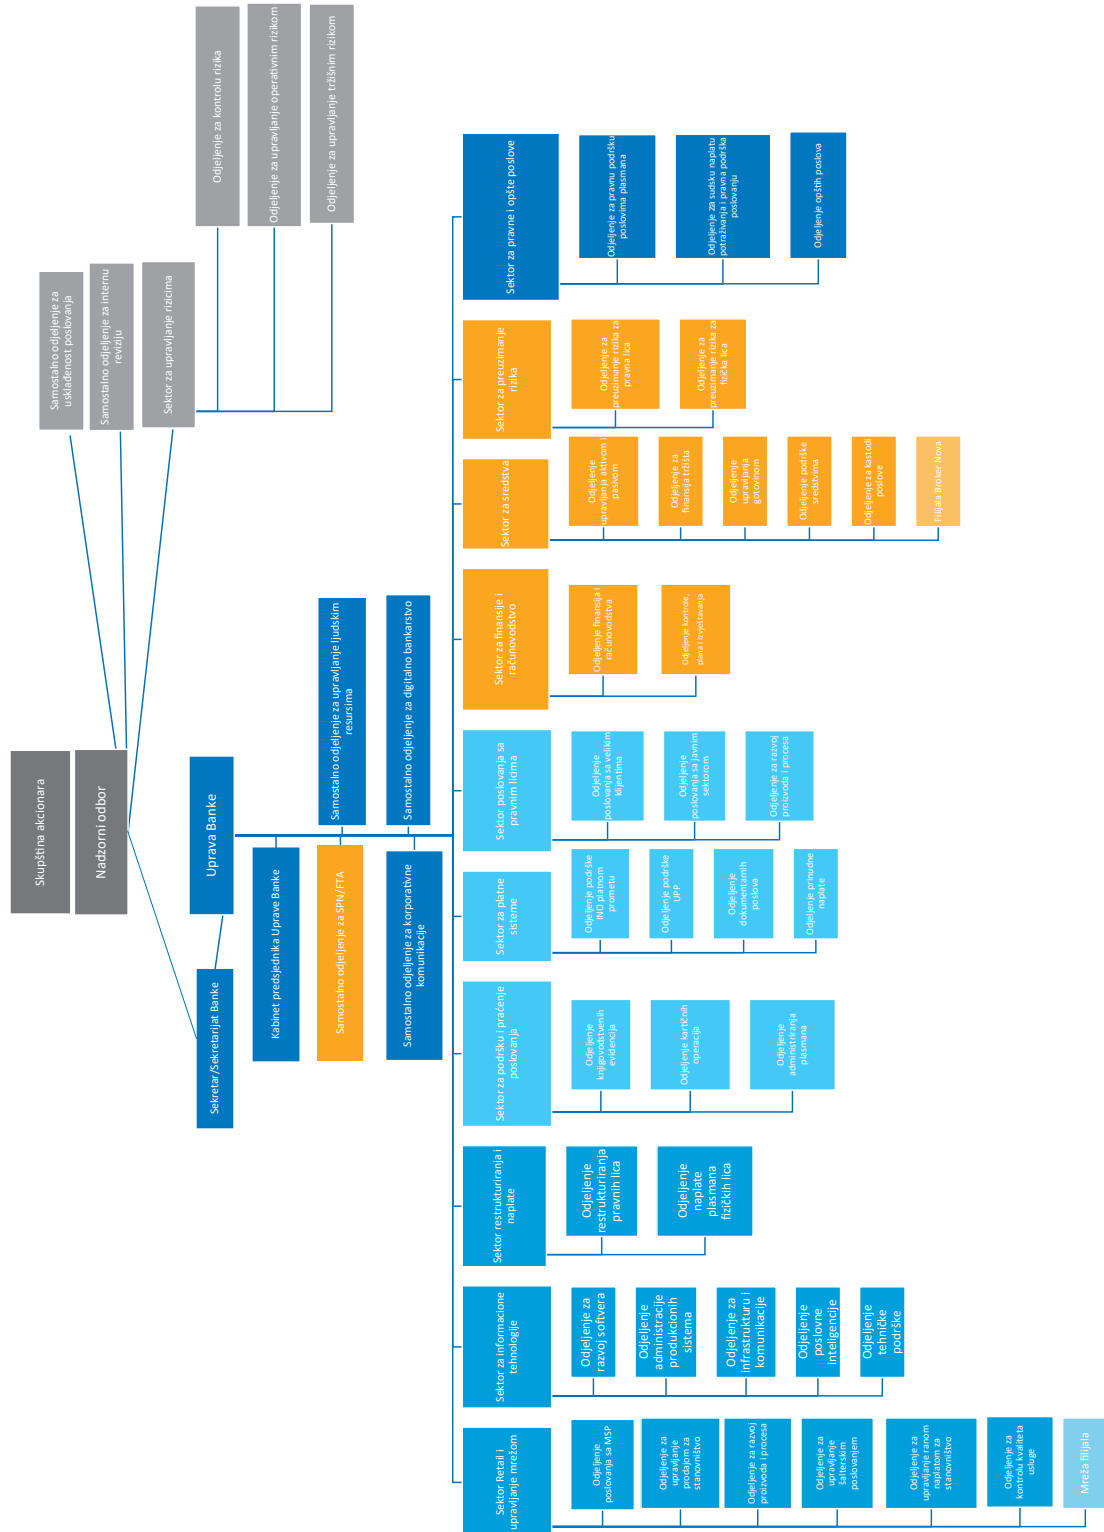 Skupština akcionara
Nadzorni odbor
Samostalno odjeljenje za
usklađenost poslovanja
Samostalno odjeljenje za internu
reviziju
Sektor za upravljanje rizicima
Odjeljenje za kontrolu rizika
Odjeljenje za upravljanje operativnim rizikom
Odjeljenje za upravljanje tržišnim rizikom
Sekretar/Sekretarijat Banke
Uprava Banke
Kabinet predsjednika Uprave Banke
Samostalno odjeljenje za SPN/FTA
Samostalno odjeljenje za upravljanje ljudskim
resursima
Samostalno odjeljenje za korporativne
komunikacije
Samostalno odjeljenje za digitalno bankarstvo
Sektor Retail i
upravljanje mrežom
Odjeljenje
poslovanja sa MSP
Odjeljenje za
upravljanje
prodajom za
stanovništvo
Odjeljenje za razvoj
proizvoda i procesa
Odjeljenje za
upravljanje
šalterskim
poslovanjem
Odjeljenje za
upravljanje ranom
naplatom za
stanovništvo
Odjeljenje za
kontrolu kvaliteta
usluge
Mreža filijala
Sektor za informacione
tehnologije
Odjeljenje za
razvoj softvera
Odjeljenje
administracije
produkcionih
sistema
Odjeljenje za
infrastrukturu i
komunikacije
Odjeljenje
poslovne
inteligencije
Odjeljenje
tehničke
podrške
Sektor restrukturiranja i
naplate
Odjeljenje
restrukturiranja
pravnih lica
Odjeljenje
naplate
plasmana
fizičkih lica
Sektor za podršku i praćenje
poslovanja
Odjeljenje
knjigovodstvenih
evidencija
Odjeljenje kartičnih
operacija
Odjeljenje
administriranja
plasmana
Sektor za platne
sisteme
Odjeljenje podrške
INO platnom
prometu
Odjeljenje podrške
UPP
Odjeljenje
dokumentarnih
poslova
Odjeljenje prinudne
naplate
Sektor poslovanja sa
pravnim licima
Odjeljenje
poslovanja sa velikim
klijentima
Odjeljenje
poslovanja sa javnim
sektorom
Odjeljenje za razvoj
proizvoda i procesa
Sektor za finansije i
računovodstvo
Odjeljenje finansija i
računovodstva
Odjeljenje kontrole,
plana i izvještavanja
Sektor za sredstva
Odjeljenje
upravljanja aktivom i
pasivom
Odjeljenje za
finansija tržišta
Odjeljenje
upravljanja
gotovinom
Odjeljenje podrške
sredstvima
Odjeljenje za kastodi
poslove
Filijala Broker Nova
Sektor za preuzimanje
rizika
Odjeljenje za
preuzimanje rizika za
pravna lica
Odjeljenje za
preuzimanje rizika za
fizička lica
Sektor za pravne i opšte poslove
Odjeljenje za pravnu podršku
poslovima plasmana
Odjeljenje za sudsku naplatu
potraživanja i pravna podrška
poslovanju
Odjeljenje opštih poslova